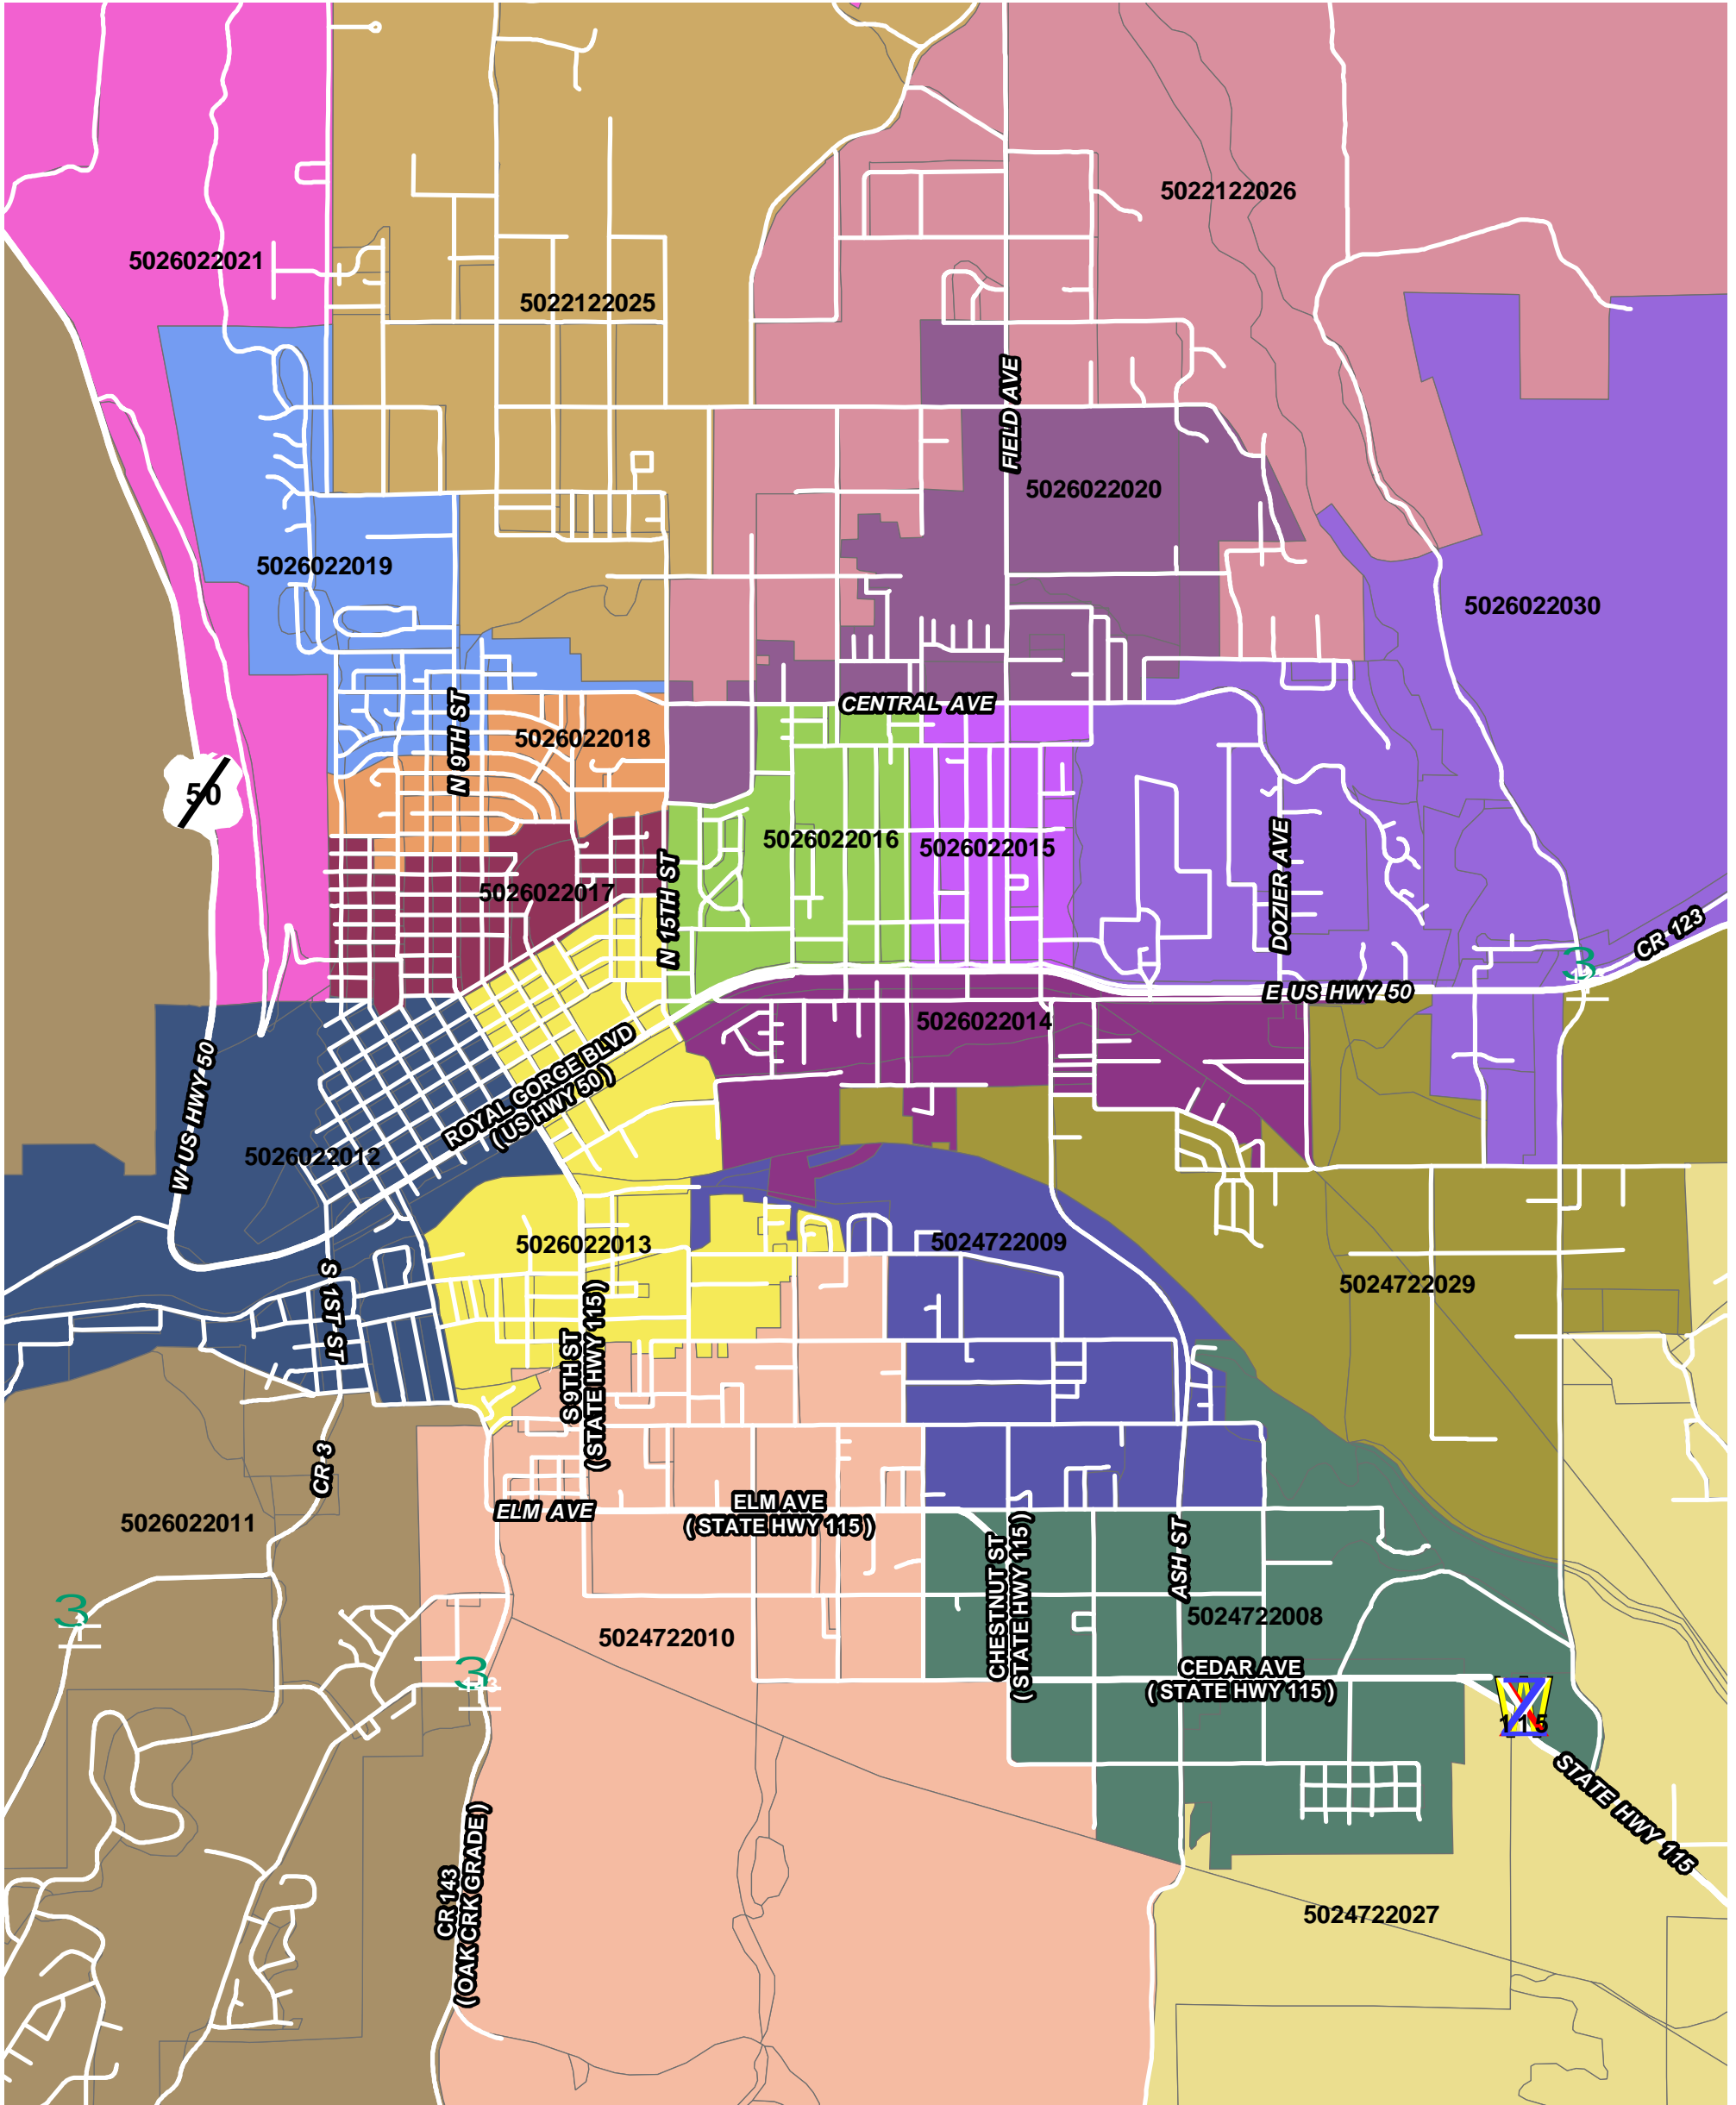 5022122026
5026022021
5022122025
FIELD AVE
5026022020
5026022019
5026022030
CENTRAL AVE
N 9TH ST
5026022018
50
5026022016
5026022015
DOZIER AVE
5026022017
N 15TH ST
CR 123
3
E US HWY 50
5026022014
ROYAL GORGE BLVD
( US HWY 50 )
W US HWY 50
5026022012
5026022013
5024722009
5024722029
S 1ST ST
S 9TH ST
( STATE HWY 115 )
CR 3
ELM AVE
ELM AVE
( STATE HWY 115 )
5026022011
CHESTNUT ST
( STATE HWY 115 )
ASH ST
3
5024722008
5024722010
3
CEDAR AVE
( STATE HWY 115 )
115
STATE HWY 115
CR 143
( OAK CRK GRADE )
5024722027